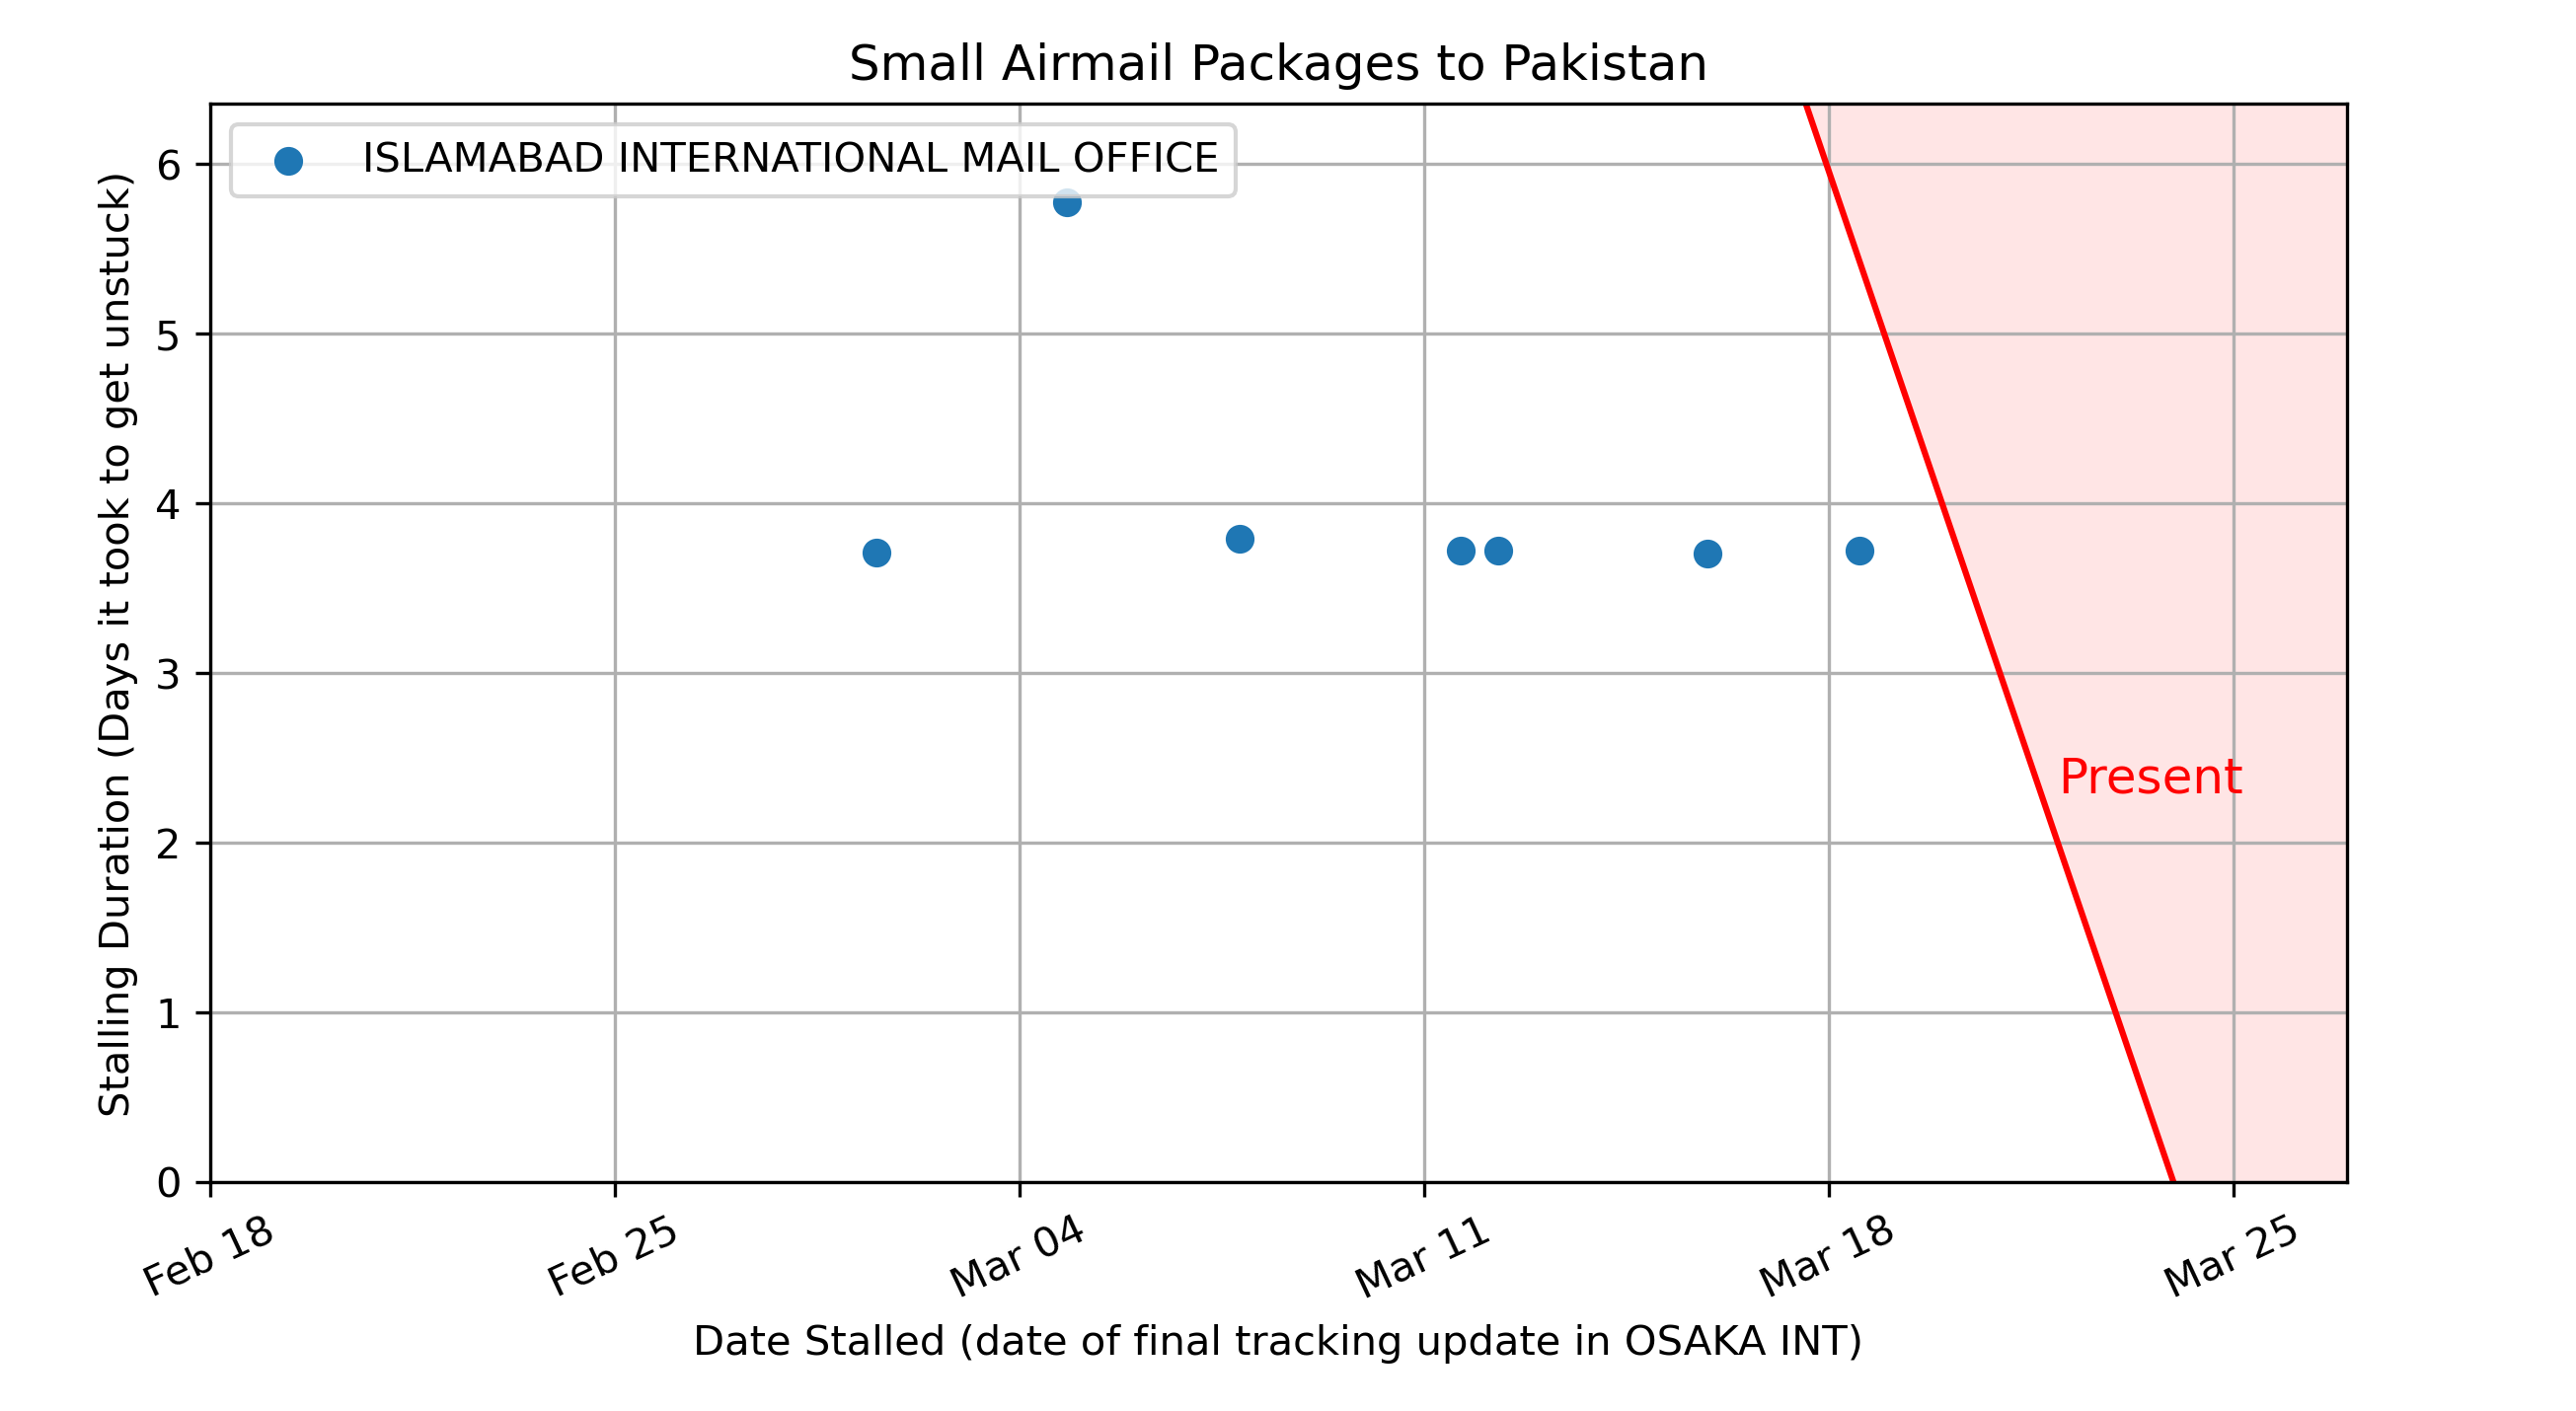 Small Airmail Packages to Pakistan
ISLAMABAD INTERNATIONAL MAIL OFFICE
Stalling Duration (Days it took to get unstuck)
6
5
4
3
2
1
0
Present
Feb 18
Feb 25
Mar 04
Mar 11
Mar 18
Mar 25
Date Stalled (date of final tracking update in OSAKA INT)